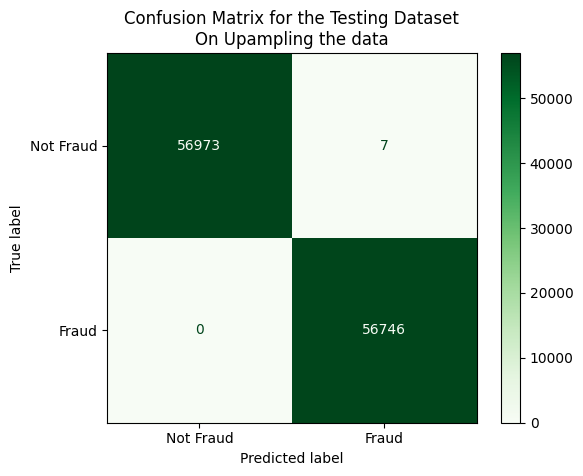 Confusion Matrix for the Testing Dataset
On Upampling the data
Not Fraud
Fraud
True label
56973
7
0
56746
Not Fraud
Fraud
Predicted label
50000
40000
30000
20000
10000
0